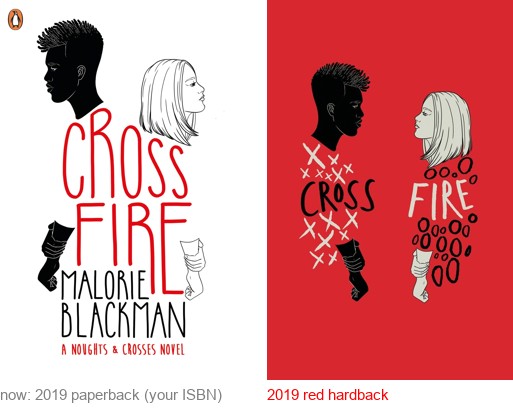 CROSS
FIRE
MALORIE
BLACKMAN
A NOUGHTS & CROSSES NOVEL
CROSS FIRE
now: 2019 paperback (your ISBN)
2019 red hardback